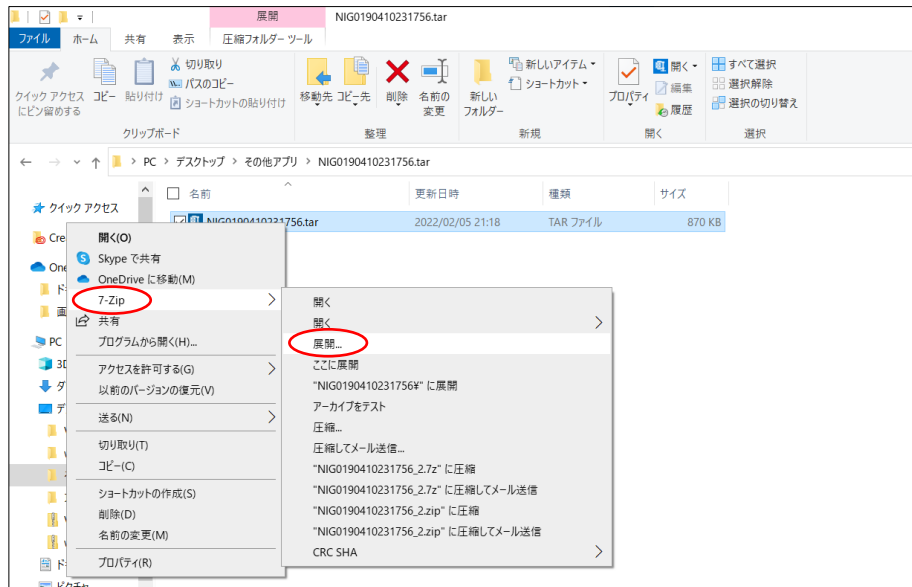 展開
NIG0190410231756.tar
ファイル
ホーム
共有
表示
圧縮フォルダー ツール
クイック アクセス
にピン留めする
コピー
貼り付け
切り取り
パスのコピー
ショートカットの貼り付け
クリップボード
移動先
コピー先
削除
名前の
変更
整理
新しい
フォルダー
新しいアイテム
ショートカット
新規
プロパティ
開く
編集
履歴
開く
すべて選択
選択解除
選択の切り替え
選択
PC > デスクトップ > その他アプリ > NIG0190410231756.tar
名前
更新日時
種類
サイズ
NIG0190410231756.tar
2022/02/05 21:18
TAR ファイル
870 KB
クイック アクセス
Cre
One
ド
画
PC
3D
ダ
デ
ド
ピクチャ
開く(O)
Skype で共有
OneDrive に移動(M)
7-Zip
共有
プログラムから開く(H)...
アクセスを許可する(G)
以前のバージョンの復元(V)
送る(N)
切り取り(T)
コピー(C)
ショートカットの作成(S)
削除(D)
名前の変更(M)
プロパティ(R)
開く
開く
展開...
ここに展開
"NIG0190410231756¥" に展開
アーカイブをテスト
圧縮...
圧縮してメール送信...
"NIG0190410231756_2.7z" に圧縮
"NIG0190410231756_2.7z" に圧縮してメール送信
"NIG0190410231756_2.zip" に圧縮
"NIG0190410231756_2.zip" に圧縮してメール送信
CRC SHA